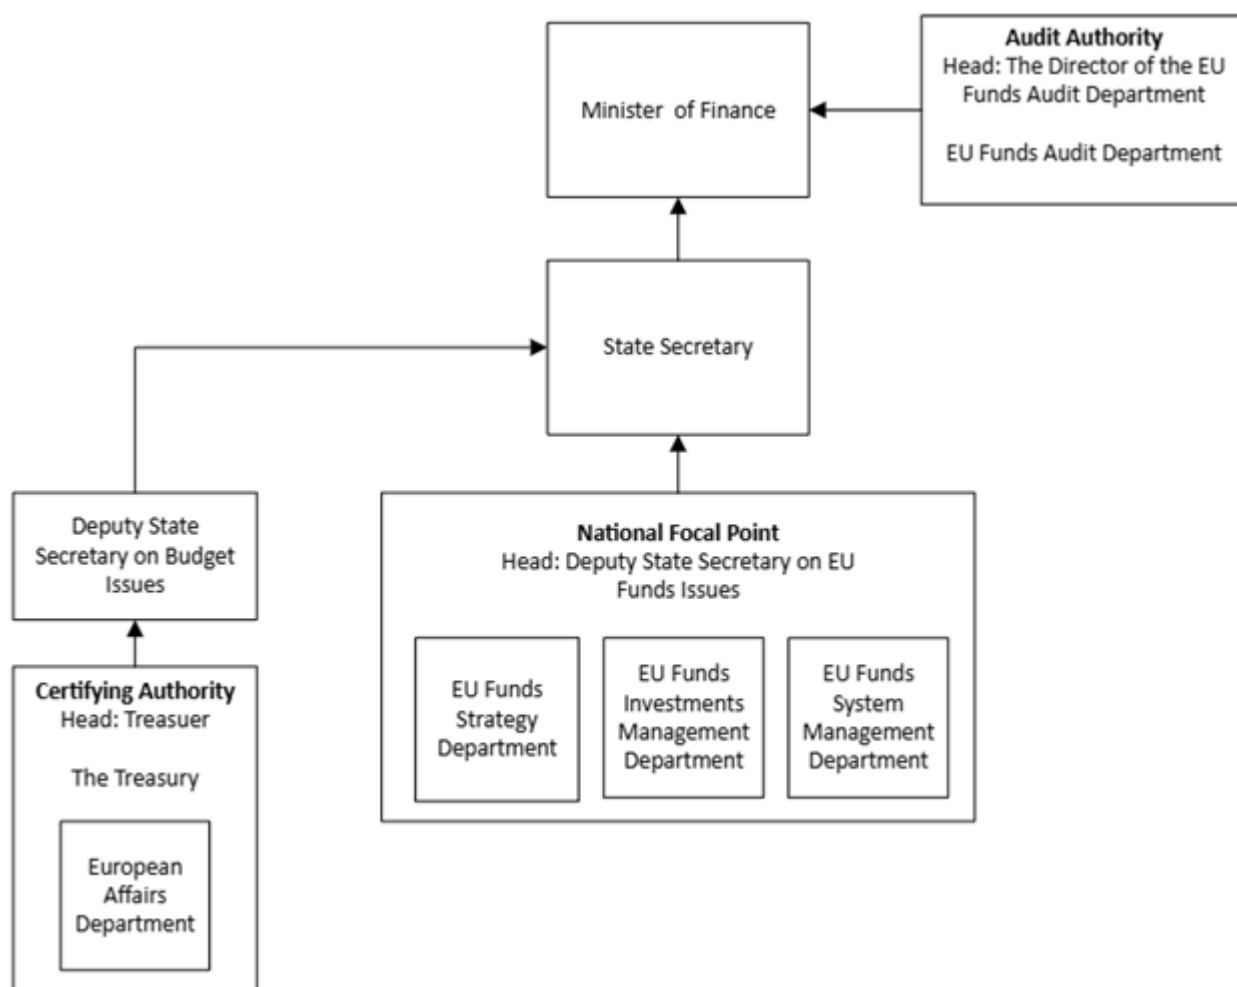 Audit Authority
Head: The Director of the EU
Funds Audit Department
EU Funds Audit Department
Minister of Finance
State Secretary
Deputy State
Secretary on Budget
Issues
National Focal Point
Head: Deputy State Secretary on EU
Funds Issues
EU Funds
Strategy
Department
EU Funds
Investments
Management
Department
EU Funds
System
Management
Department
Certifying Authority
Head: Treasuer
The Treasury
European
Affairs
Department